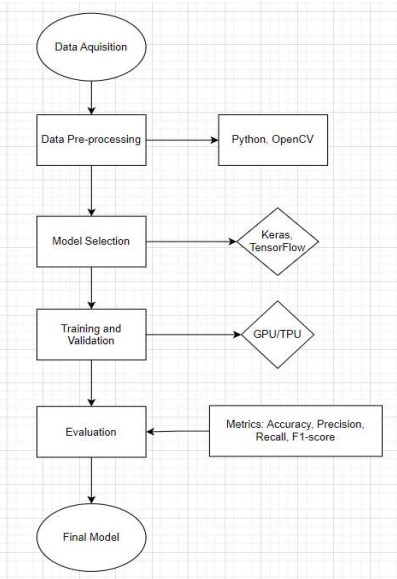 Data Aquisition
Data Pre-processing
Python, OpenCV
Model Selection
Keras,
TensorFlow
Training and
Validation
GPU/TPU
Evaluation
Metrics: Accuracy, Precision,
Recall, F1-score
Final Model